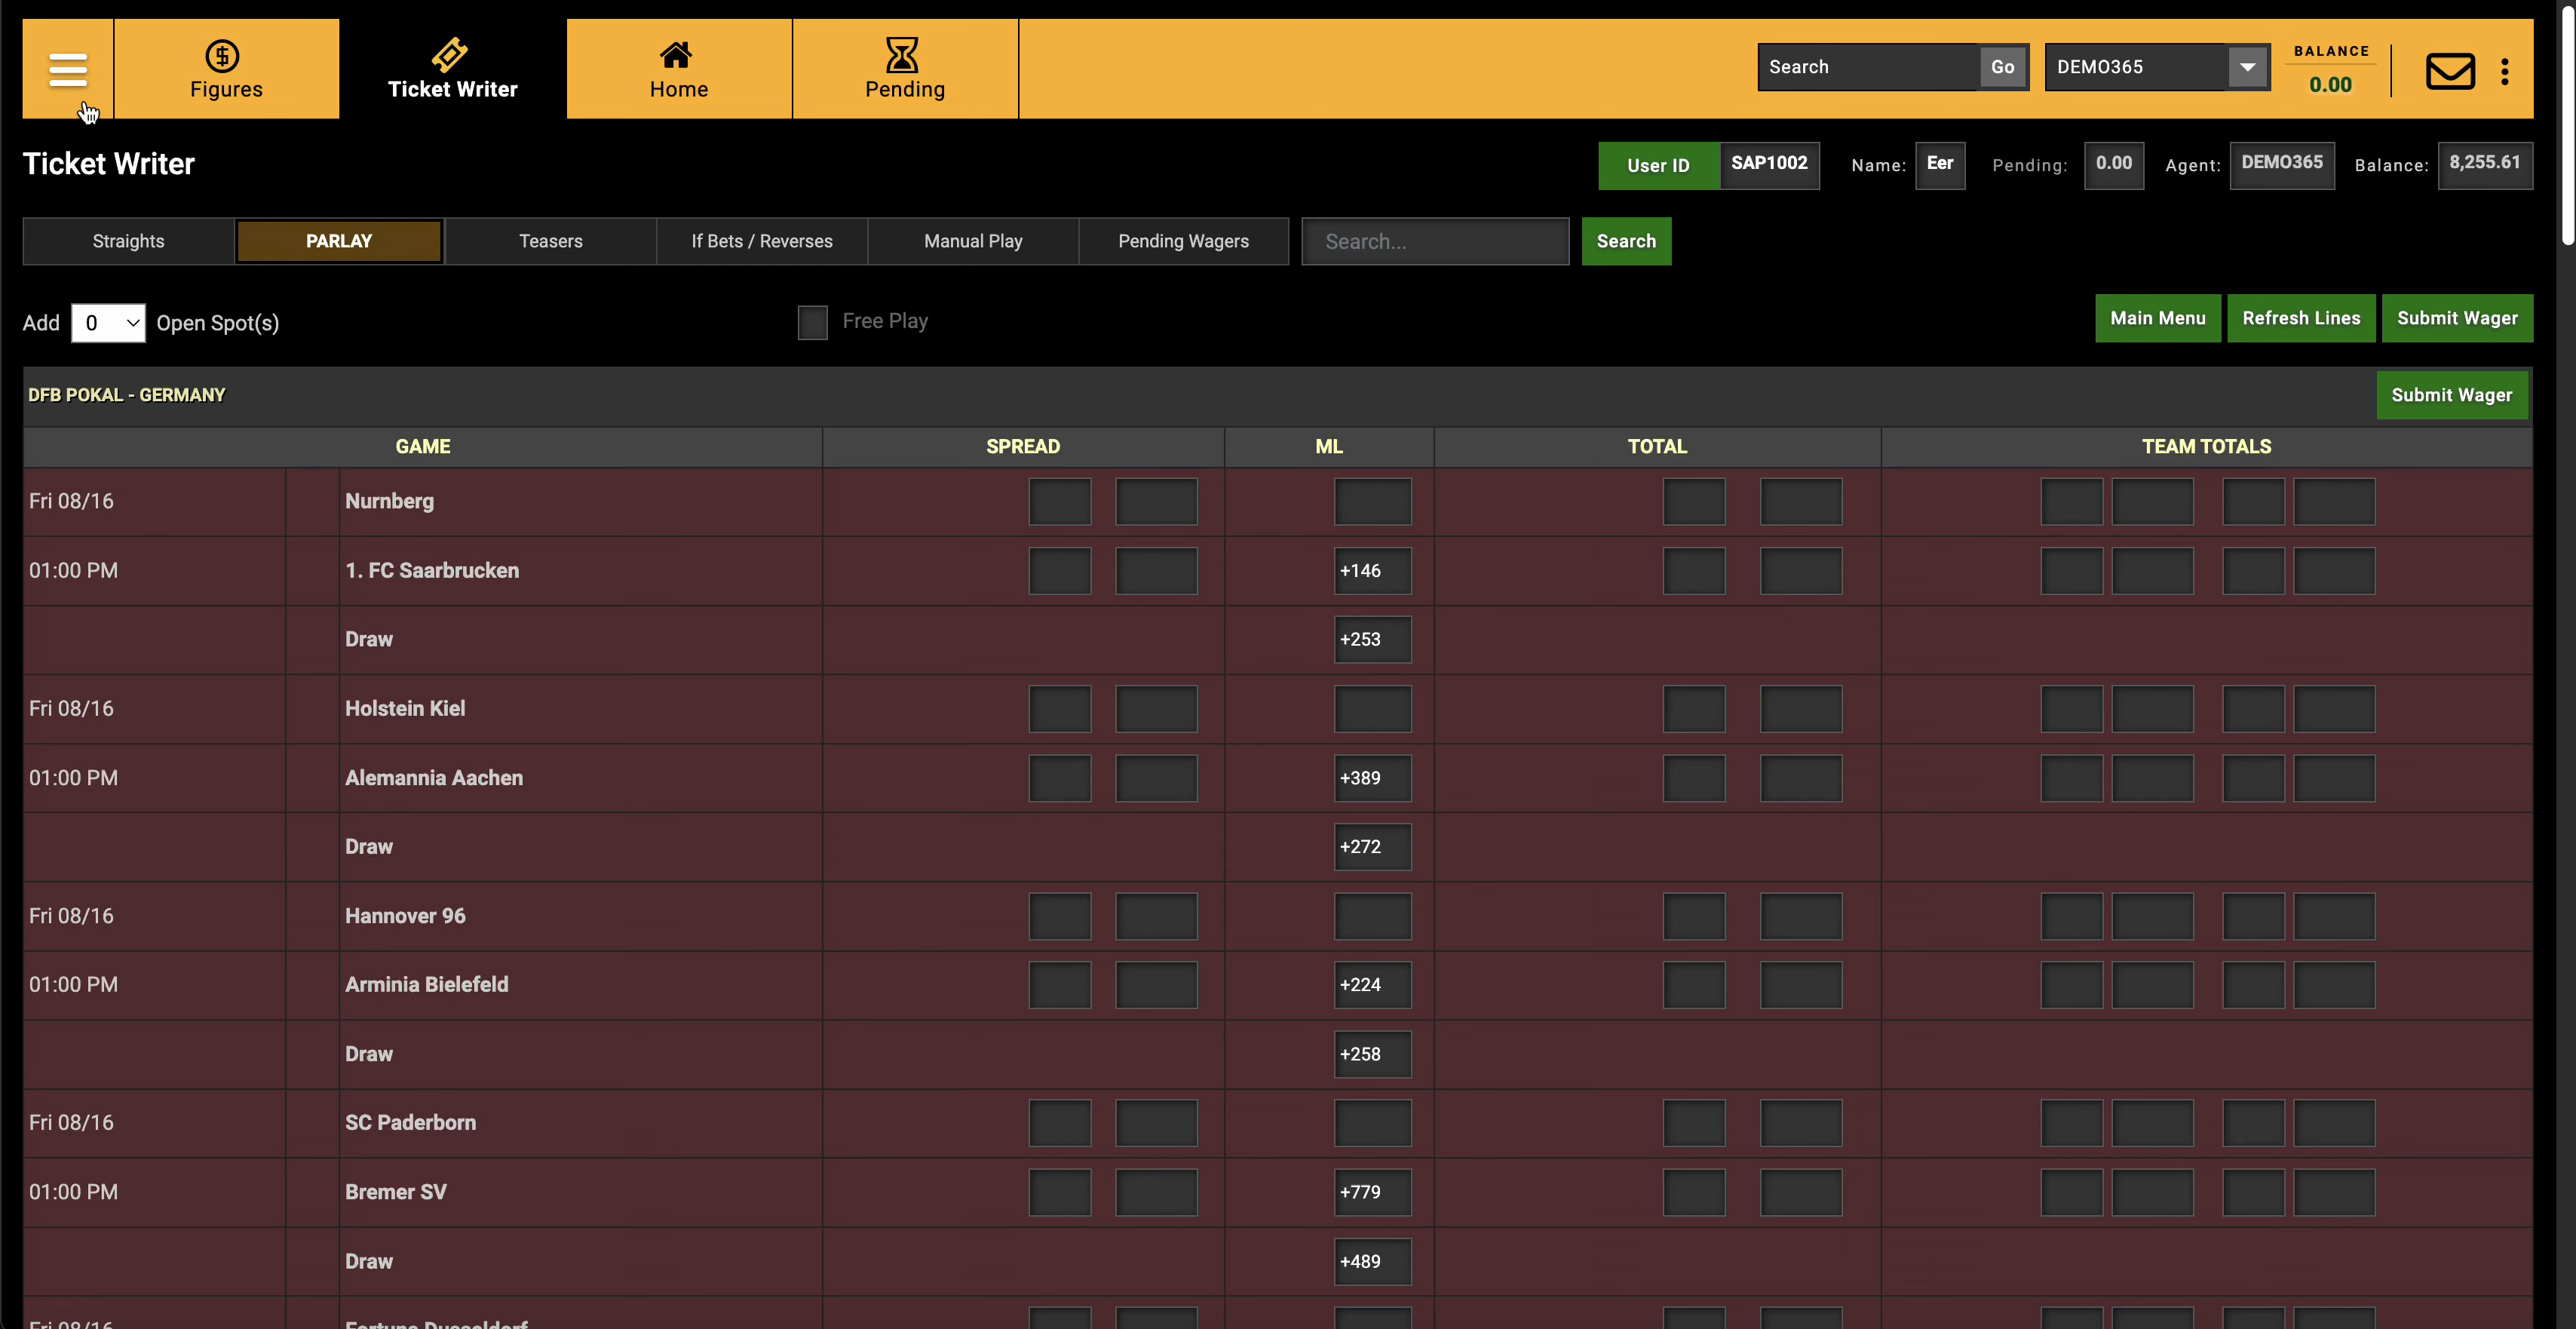 Figures
Ticket Writer
Home
Pending
Search
Go
DEMO365
BALANCE
0.00
Ticket Writer
User ID SAP1002 Name: Eer Pending: 0.00 Agent: DEMO365 Balance: 8,255.61
Straights PARLAY Teasers If Bets / Reverses Manual Play Pending Wagers Search... Search
Add 0 Open Spot(s) Free Play Main Menu Refresh Lines Submit Wager
DFB POKAL - GERMANY Submit Wager
GAME SPREAD ML TOTAL TEAM TOTALS
Fri 08/16 Nurnberg
01:00 PM 1. FC Saarbrucken +146
Draw +253
Fri 08/16 Holstein Kiel
01:00 PM Alemannia Aachen +389
Draw +272
Fri 08/16 Hannover 96
01:00 PM Arminia Bielefeld +224
Draw +258
Fri 08/16 SC Paderborn
01:00 PM Bremer SV +779
Draw +489
Fri 08/16 Fortuna Dusseldorf